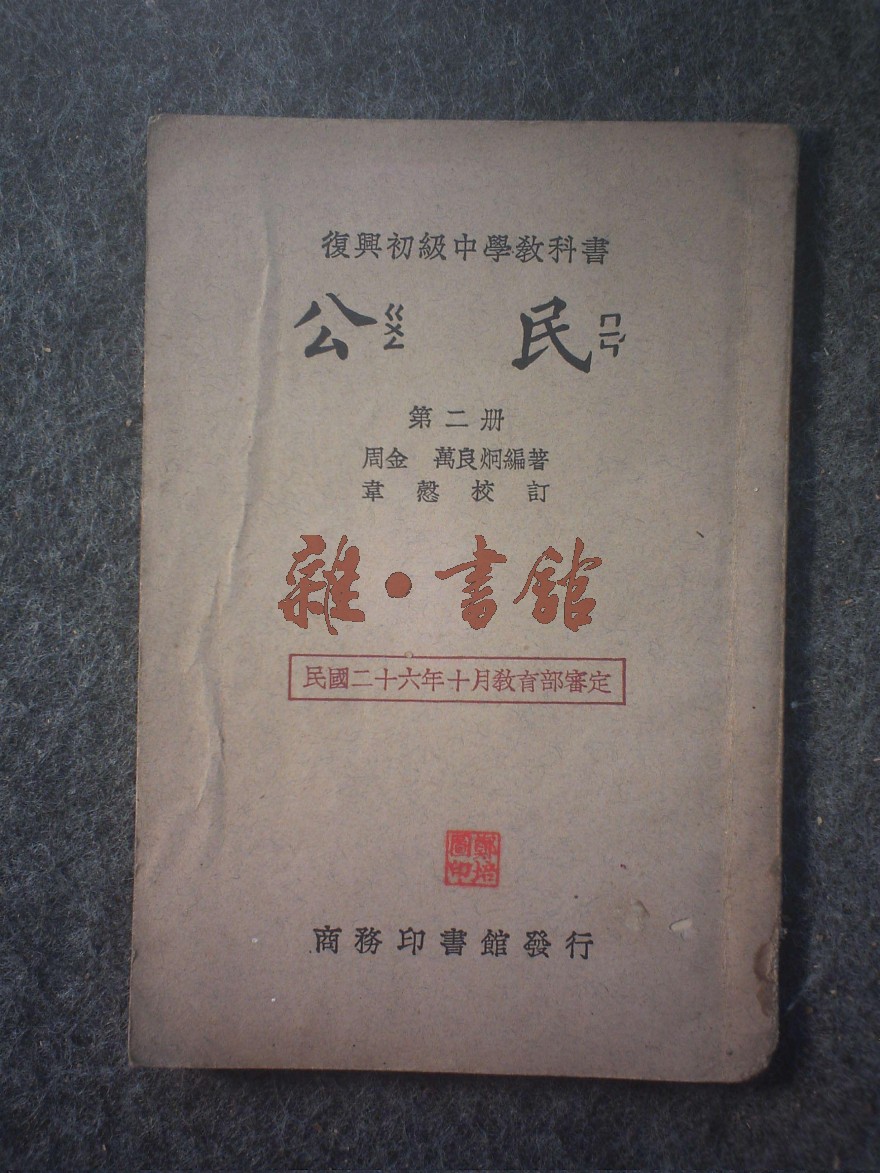 復興初級中學教科書
公ㄍㄨㄥ 民ㄇㄧㄣˊ
第二册
周金 萬良炯編著
韋慤校訂
雜·書館
民國二十六年十月教育部審定
商務印書館發行